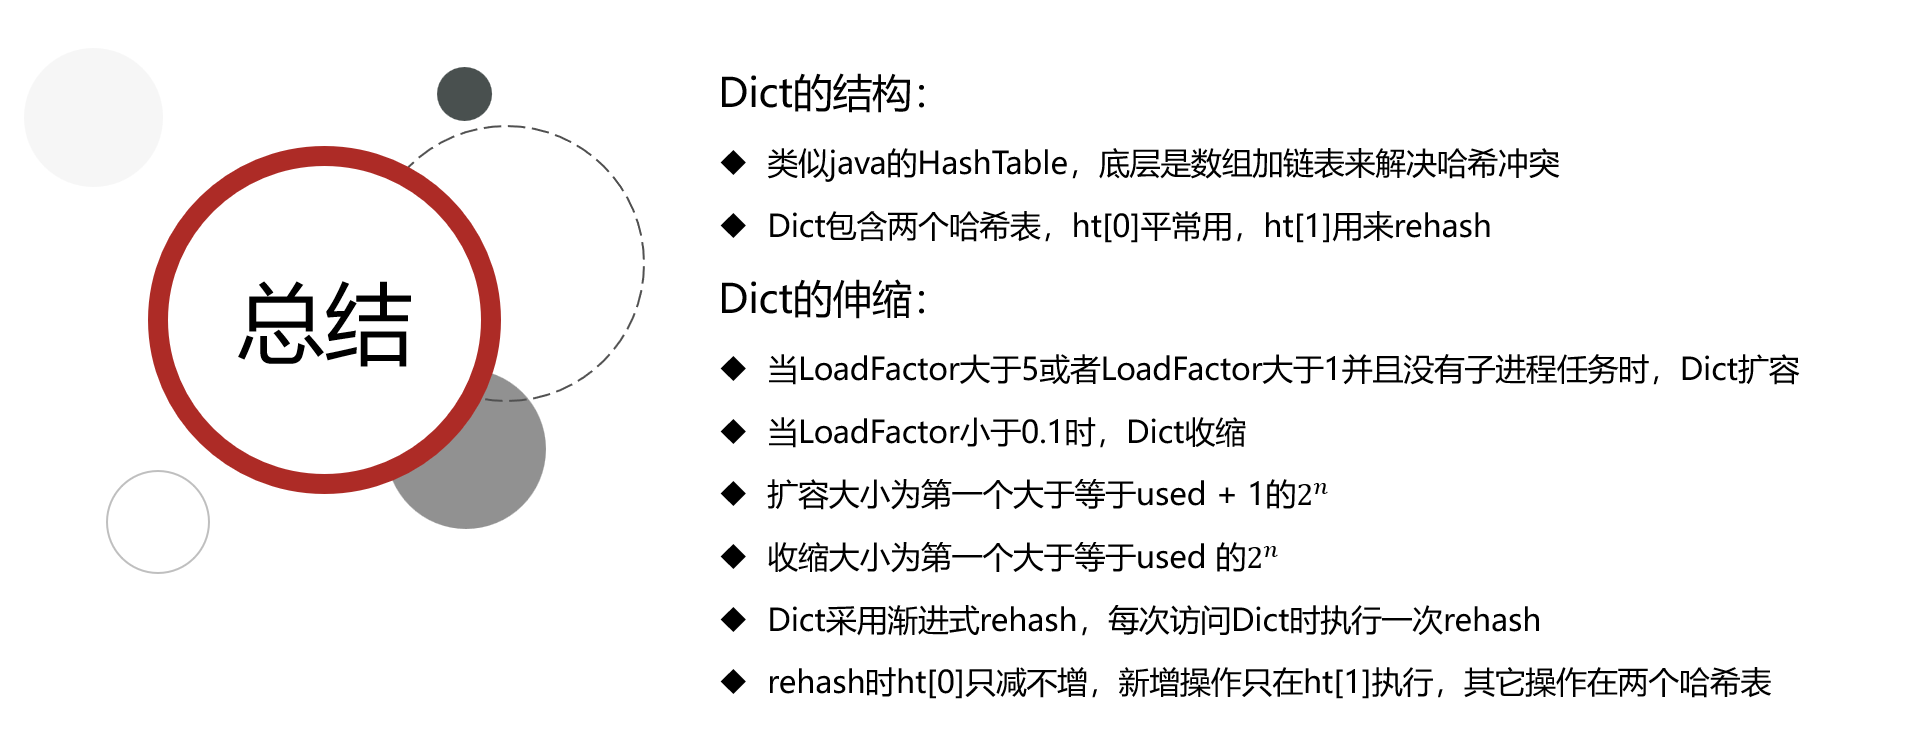 总结
Dict的结构：
◆ 类似java的HashTable，底层是数组加链表来解决哈希冲突
◆ Dict包含两个哈希表，ht[0]平常用，ht[1]用来rehash
Dict的伸缩：
◆ 当LoadFactor大于5或者LoadFactor大于1并且没有子进程任务时，Dict扩容
◆ 当LoadFactor小于0.1时，Dict收缩
◆ 扩容大小为第一个大于等于used + 1的2ⁿ
◆ 收缩大小为第一个大于等于used 的2ⁿ
◆ Dict采用渐进式rehash，每次访问Dict时执行一次rehash
◆ rehash时ht[0]只减不增，新增操作只在ht[1]执行，其它操作在两个哈希表